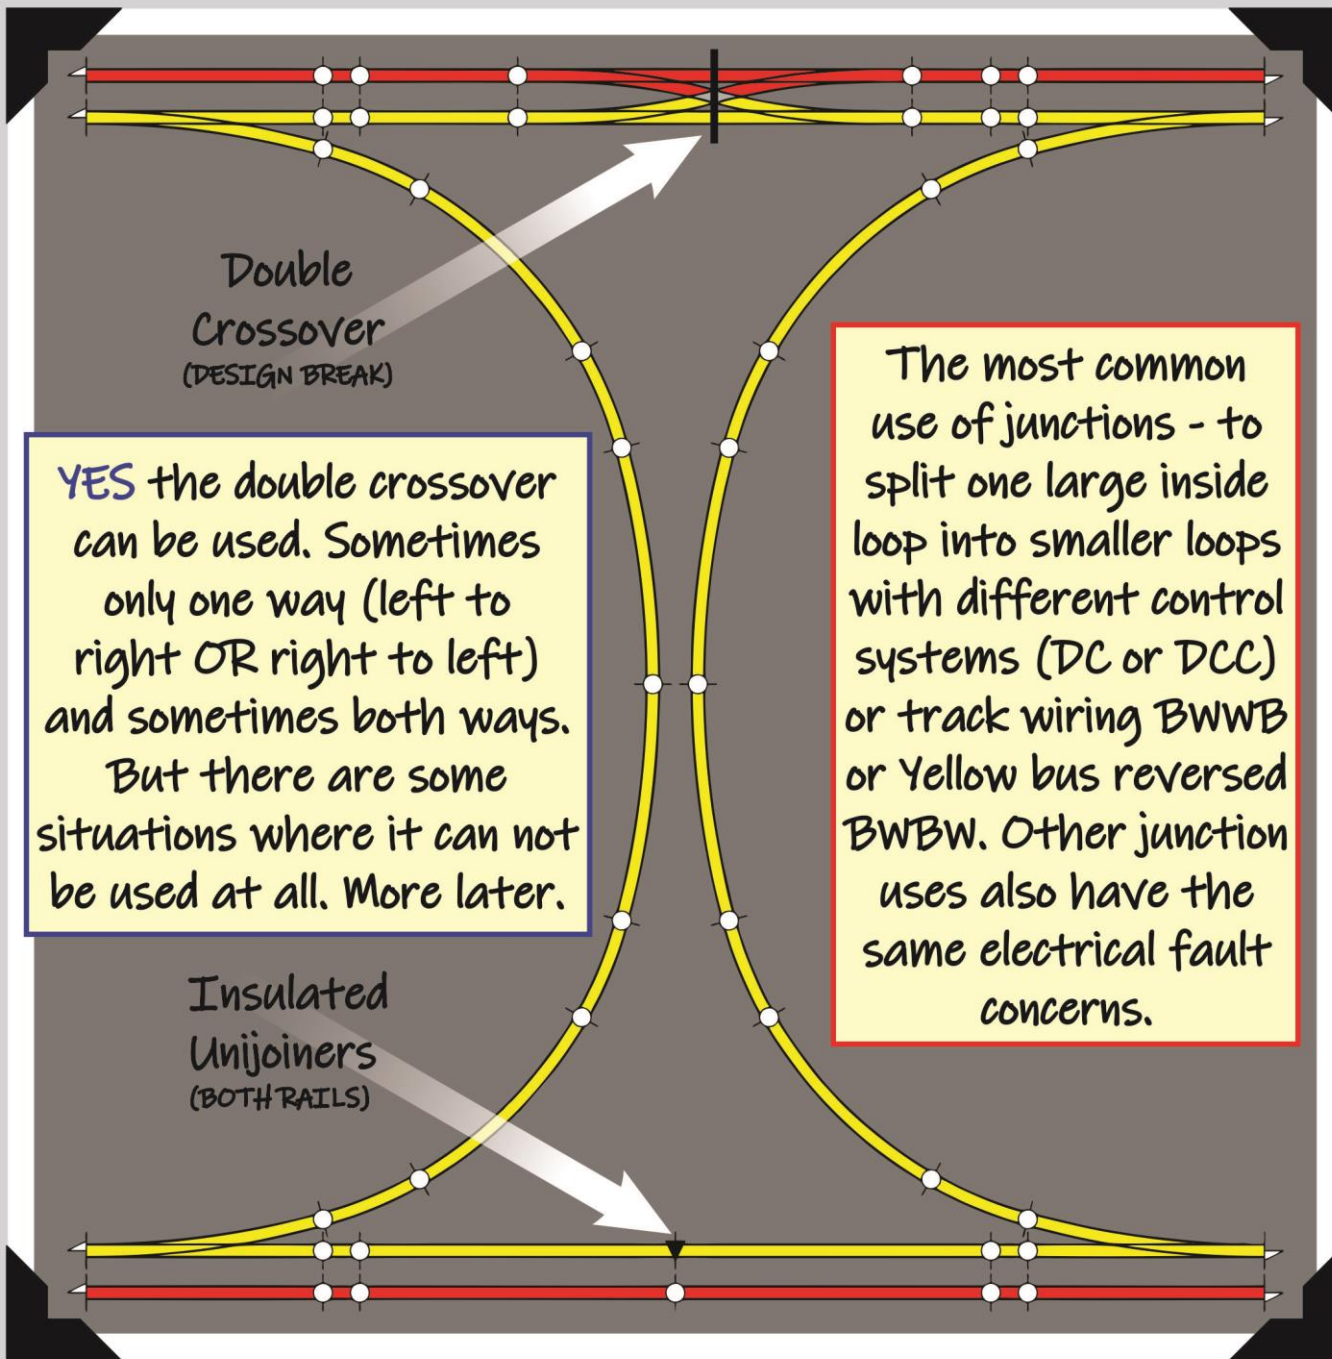 Double
Crossover
(DESIGN BREAK)
YES the double crossover
can be used. Sometimes
only one way (left to
right OR right to left)
and sometimes both ways.
But there are some
situations where it can not
be used at all. More later.
The most common
use of junctions - to
split one large inside
loop into smaller loops
with different control
systems (DC or DCC)
or track wiring BWWB
or Yellow bus reversed
BWBW. Other junction
uses also have the
same electrical fault
concerns.
Insulated
Unijoiners
(BOTH RAILS)